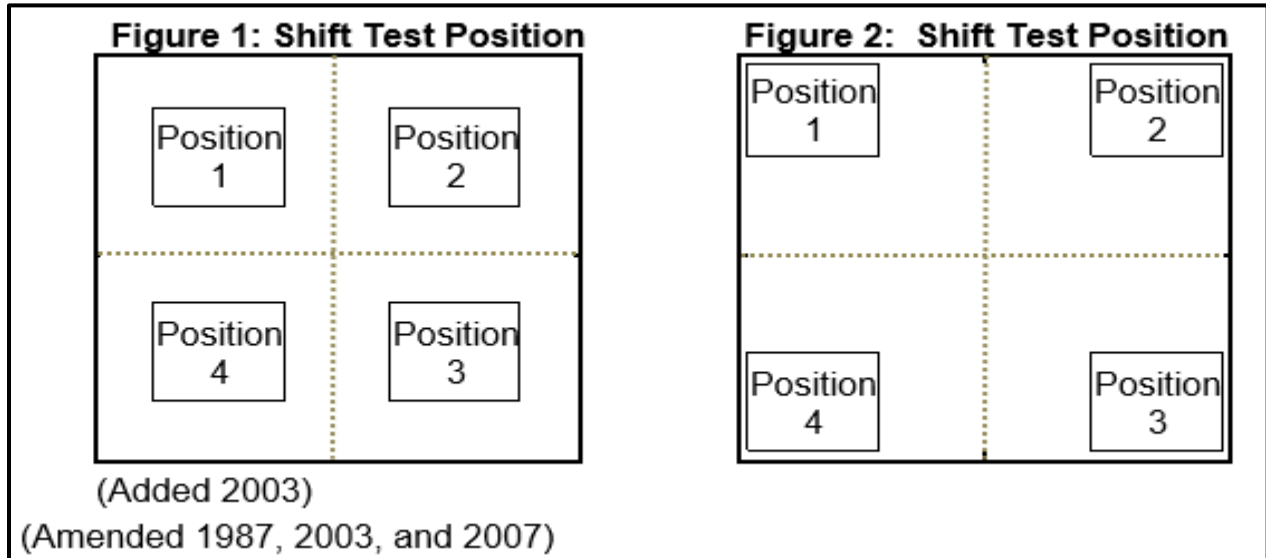 Figure 1: Shift Test Position
Position
1
Position
2
Position
4
Position
3
(Added 2003)
(Amended 1987, 2003, and 2007)
Figure 2:  Shift Test Position
Position
1
Position
2
Position
4
Position
3